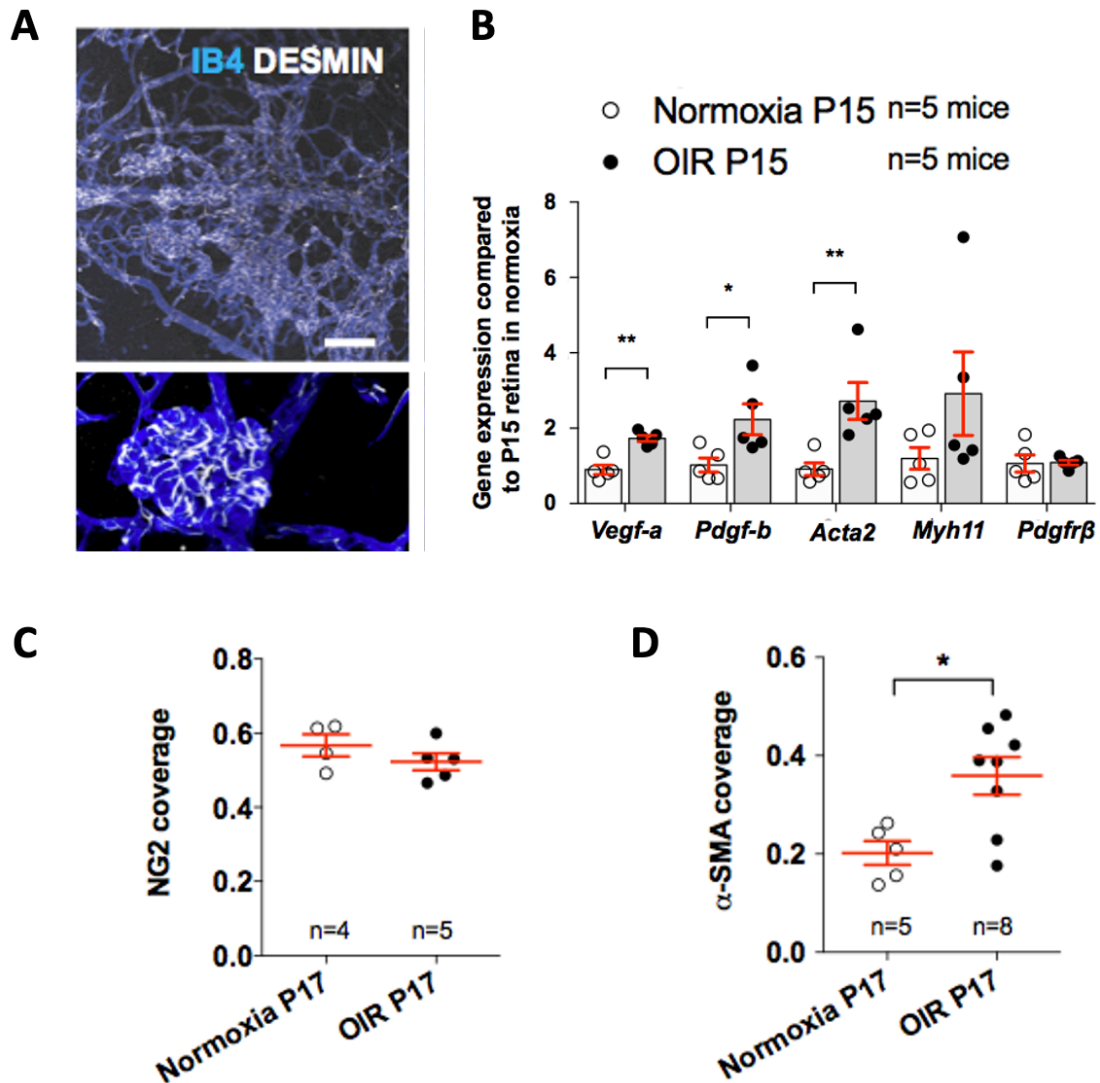 A
IB4 DESMIN
B
Normoxia P15 n=5 mice
OIR P15 n=5 mice
Gene expression compared
to P15 retina in normoxia
8
6
4
2
0
**
*
**
Vegf-a Pdgf-b Acta2 Myh11 Pdgfrβ
C
NG2 coverage
0.8
0.6
0.4
0.2
0.0
n=4 n=5
Normoxia P17
OIR P17
D
α-SMA coverage
0.6
0.4
0.2
0.0
*
n=5 n=8
Normoxia P17
OIR P17